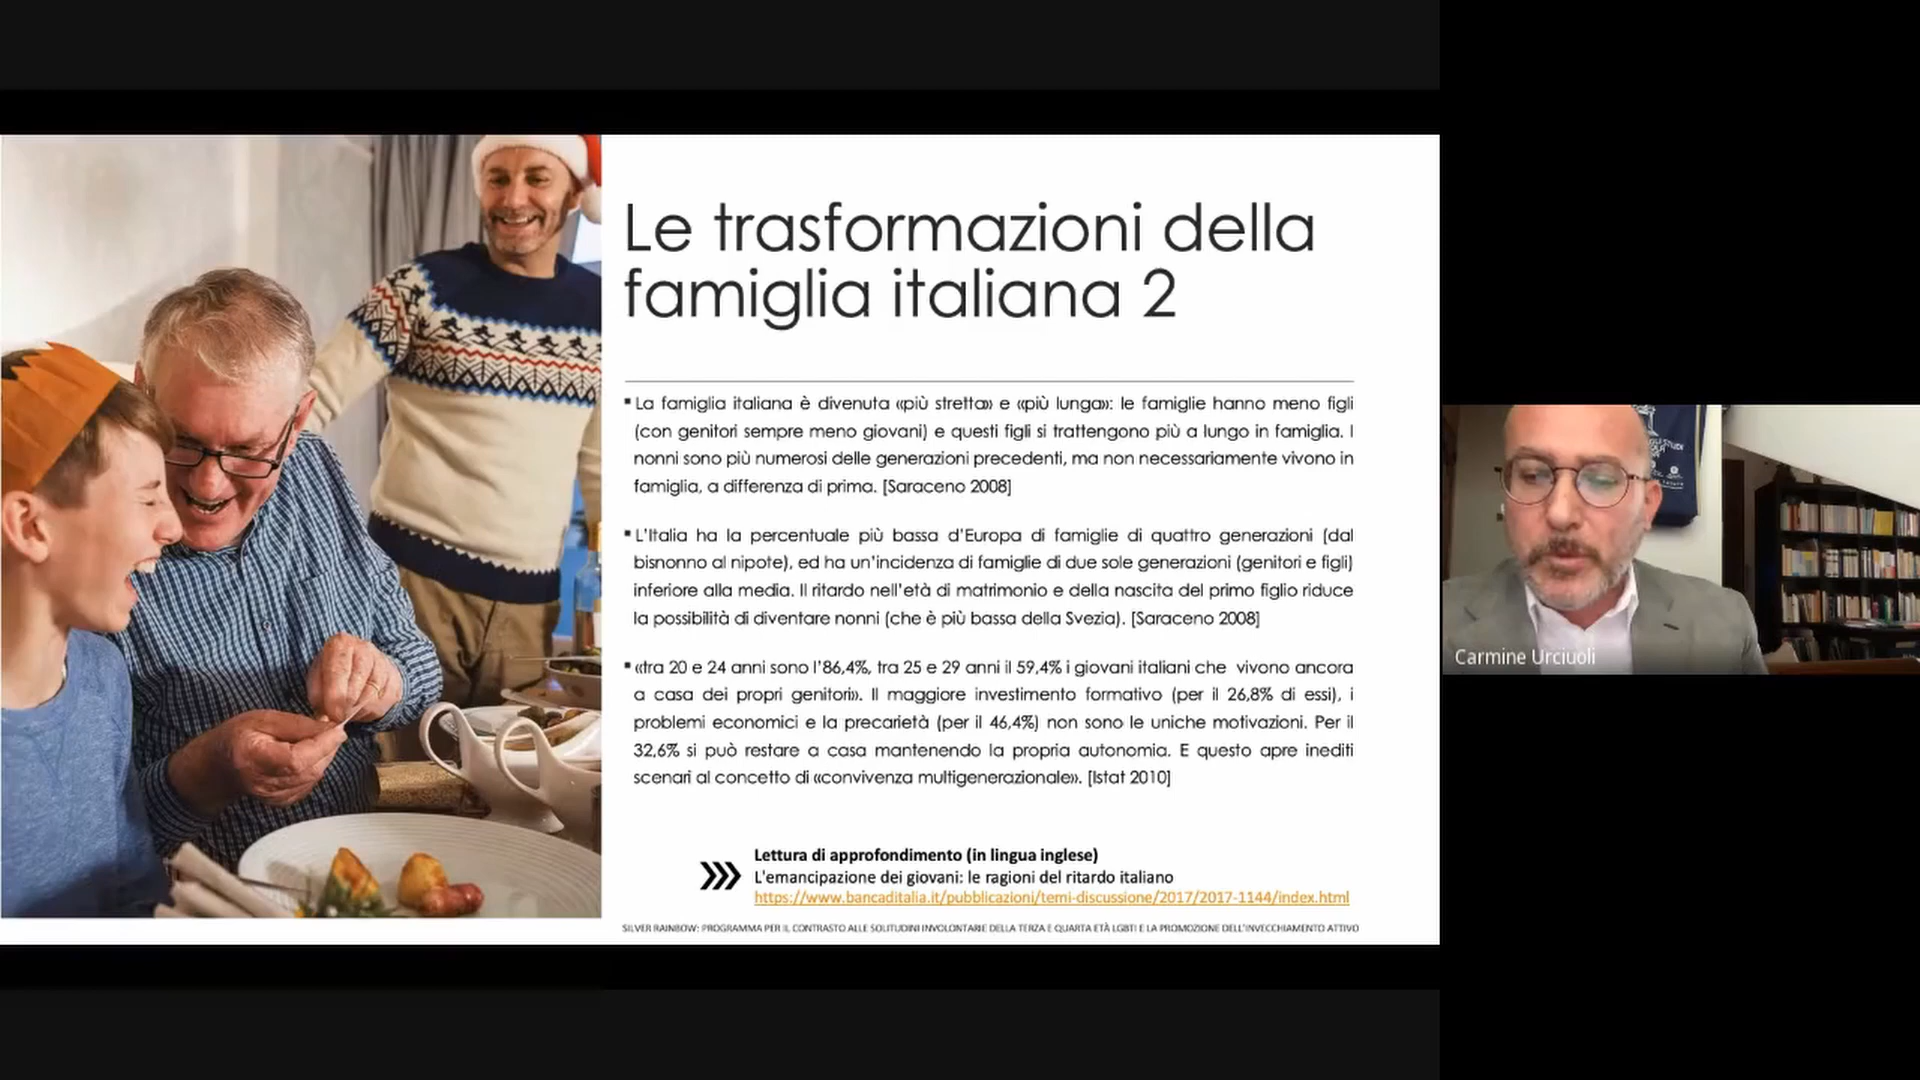 Le trasformazioni della
famiglia italiana 2
▪ La famiglia italiana è divenuta «più stretta» e «più lunga»: le famiglie hanno meno figli
(con genitori sempre meno giovani) e questi figli si trattengono più a lungo in famiglia. I
nonni sono più numerosi delle generazioni precedenti, ma non necessariamente vivono in
famiglia, a differenza di prima. [Saraceno 2008]
▪ L'Italia ha la percentuale più bassa d'Europa di famiglie di quattro generazioni (dal
bisnonno al nipote), ed ha un'incidenza di famiglie di due sole generazioni (genitori e figli)
inferiore alla media. Il ritardo nell'età di matrimonio e della nascita del primo figlio riduce
la possibilità di diventare nonni (che è più bassa della Svezia). [Saraceno 2008]
▪ «tra 20 e 24 anni sono l'86,4%, tra 25 e 29 anni il 59,4% i giovani italiani che vivono ancora
a casa dei propri genitori». Il maggiore investimento formativo (per il 26,8% di essi), i
problemi economici e la precarietà (per il 46,4%) non sono le uniche motivazioni. Per il
32,6% si può restare a casa mantenendo la propria autonomia. E questo apre inediti
scenari al concetto di «convivenza multigenerazionale». [Istat 2010]
Lettura di approfondimento (in lingua inglese)
L'emancipazione dei giovani: le ragioni del ritardo italiano
https://www.bancaditalia.it/pubblicazioni/temi-discussione/2017/2017-1144/index.html
SILVER RAINBOW: PROGRAMMA PER IL CONTRASTO ALLE SOLITUDINI INVOLONTARIE DELLA TERZA E QUARTA ETÀ LGBTI E LA PROMOZIONE DELL'INVECCHIAMENTO ATTIVO
Carmine Urciuoli